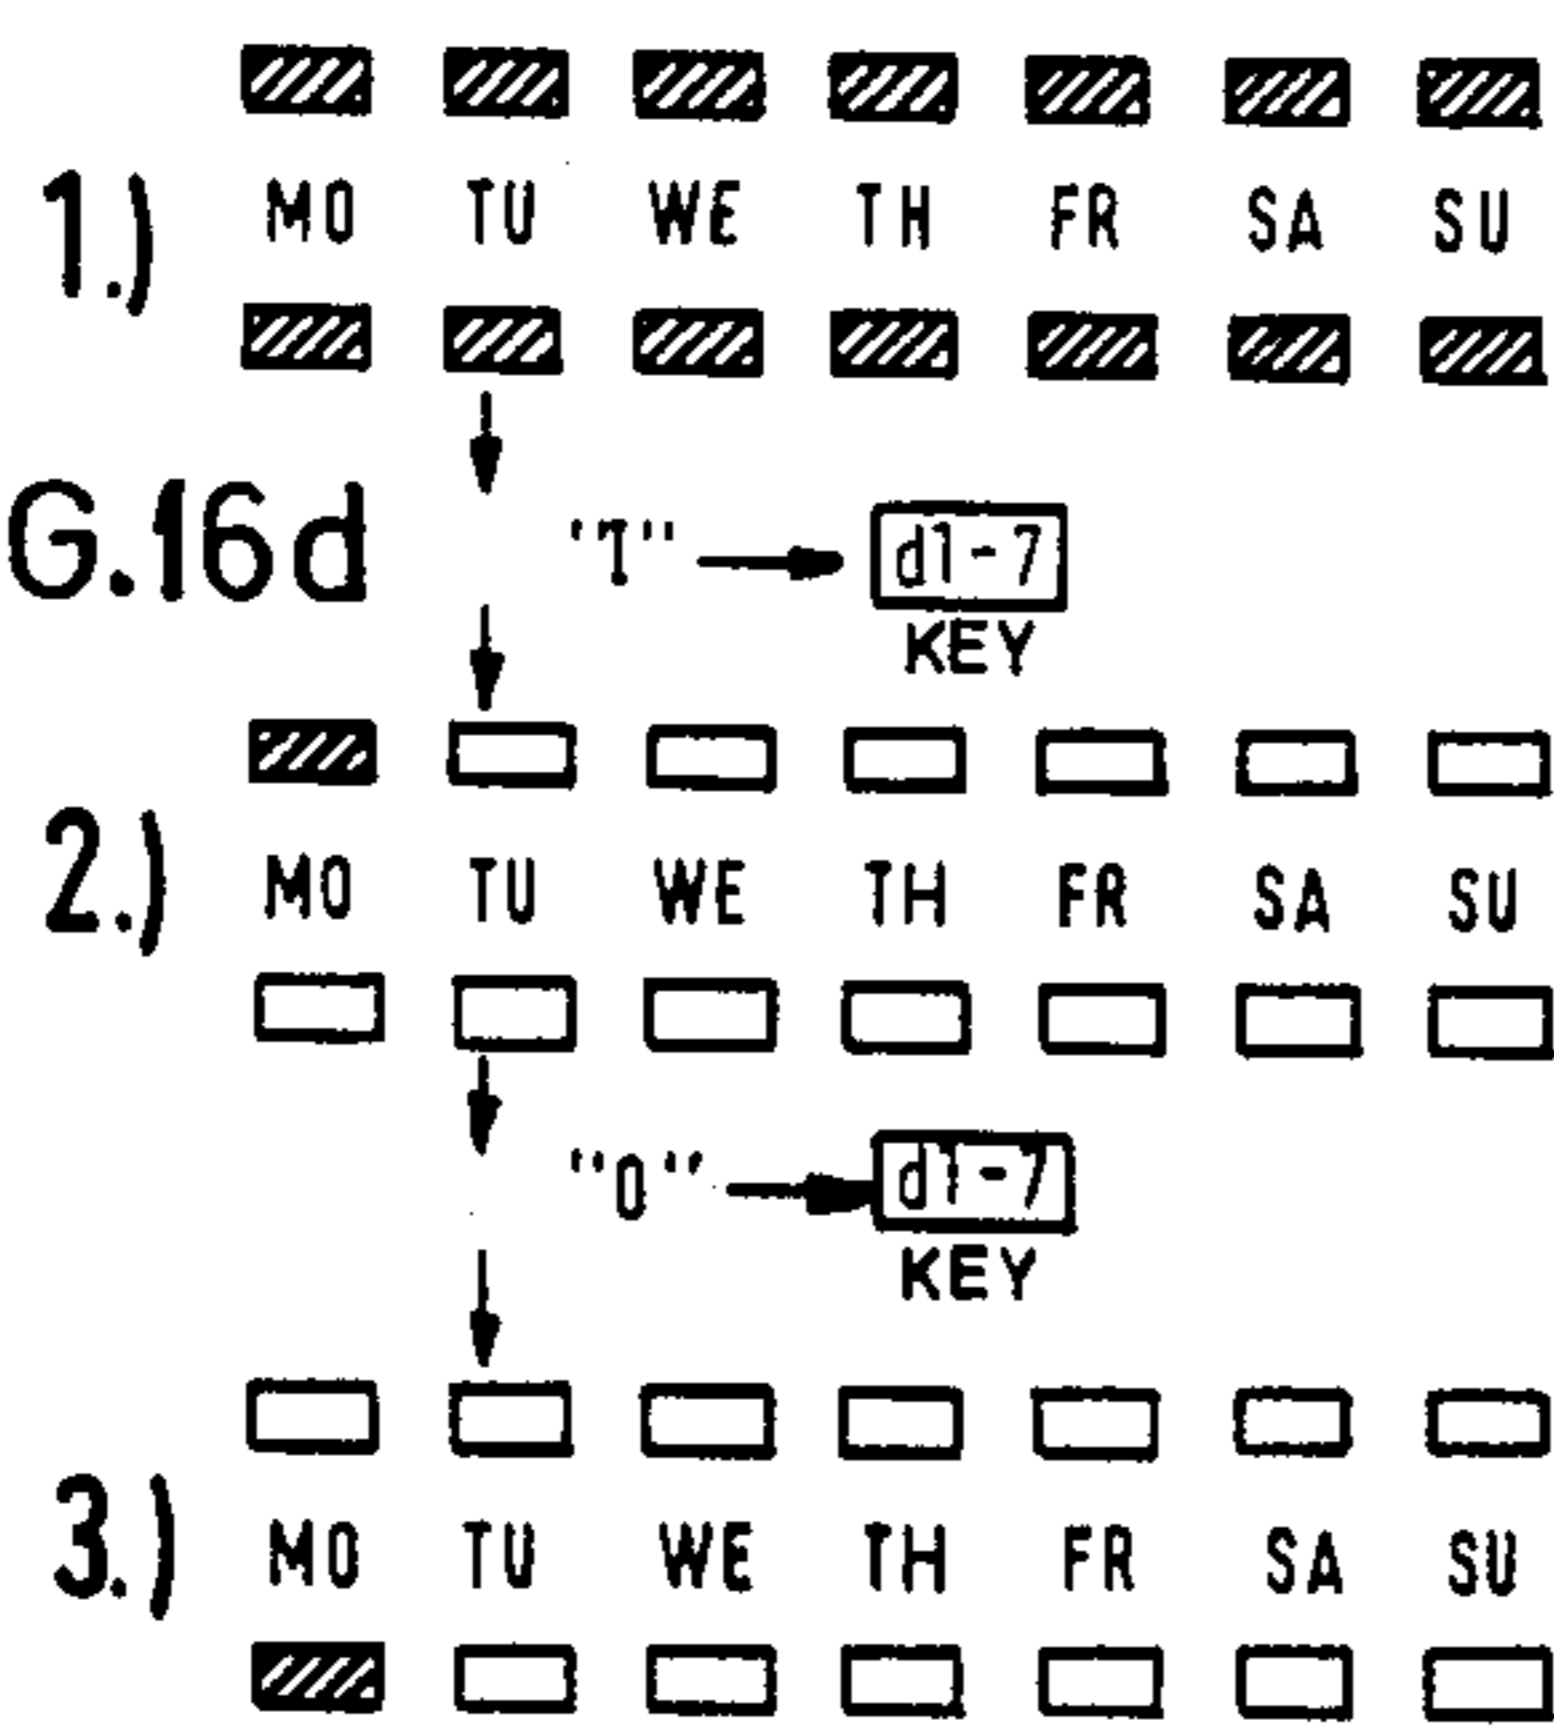 1.) MO TU WE TH FR SA SU
G.16d "I" d1-7
KEY
2.) MO TU WE TH FR SA SU
"0" d1-7
KEY
3.) MO TU WE TH FR SA SU